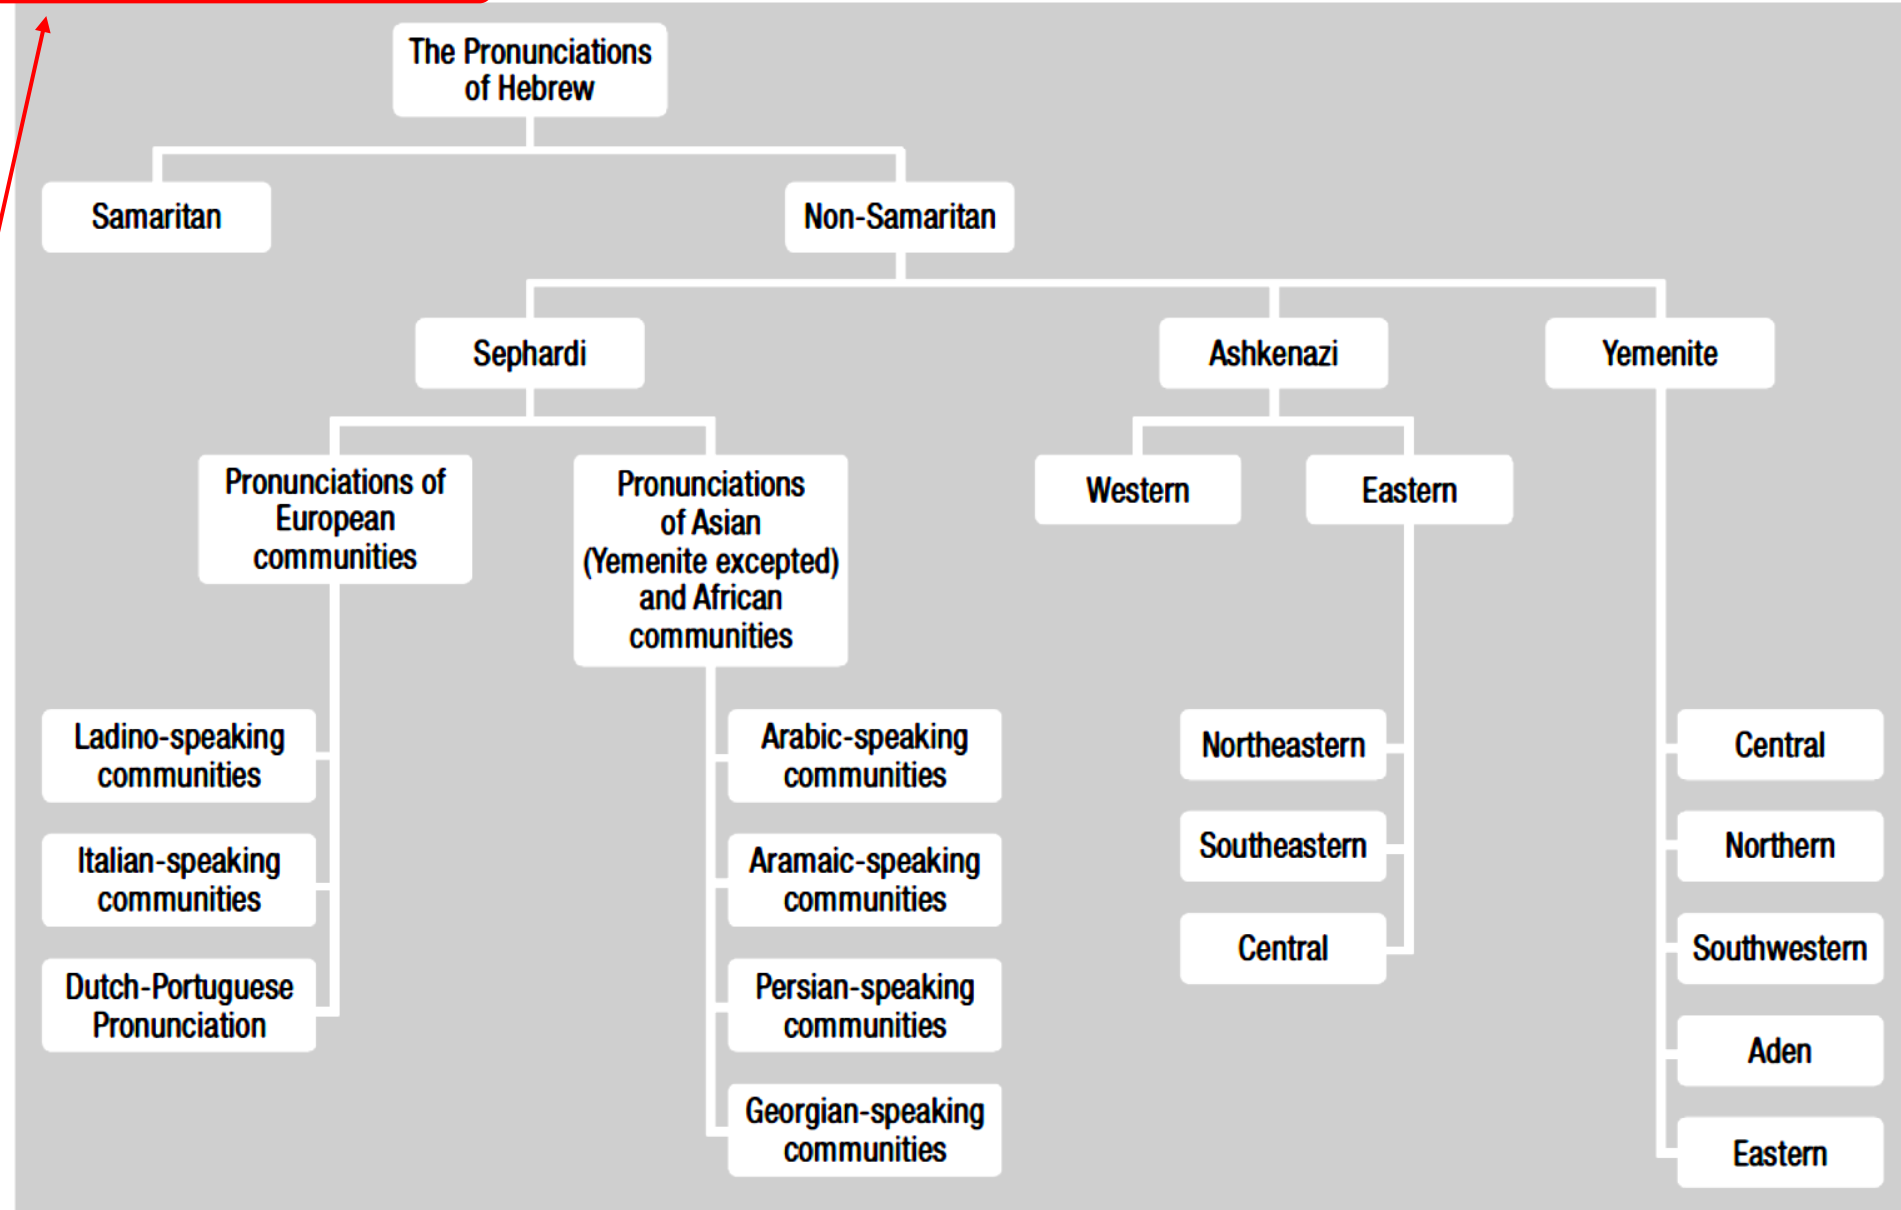 The Pronunciations
of Hebrew
Samaritan
Non-Samaritan
Sephardi
Ashkenazi
Yemenite
Pronunciations of
European
communities
Pronunciations
of Asian
(Yemenite excepted)
and African
communities
Western
Eastern
Ladino-speaking
communities
Italian-speaking
communities
Dutch-Portuguese
Pronunciation
Arabic-speaking
communities
Aramaic-speaking
communities
Persian-speaking
communities
Georgian-speaking
communities
Northeastern
Southeastern
Central
Central
Northern
Southwestern
Aden
Eastern